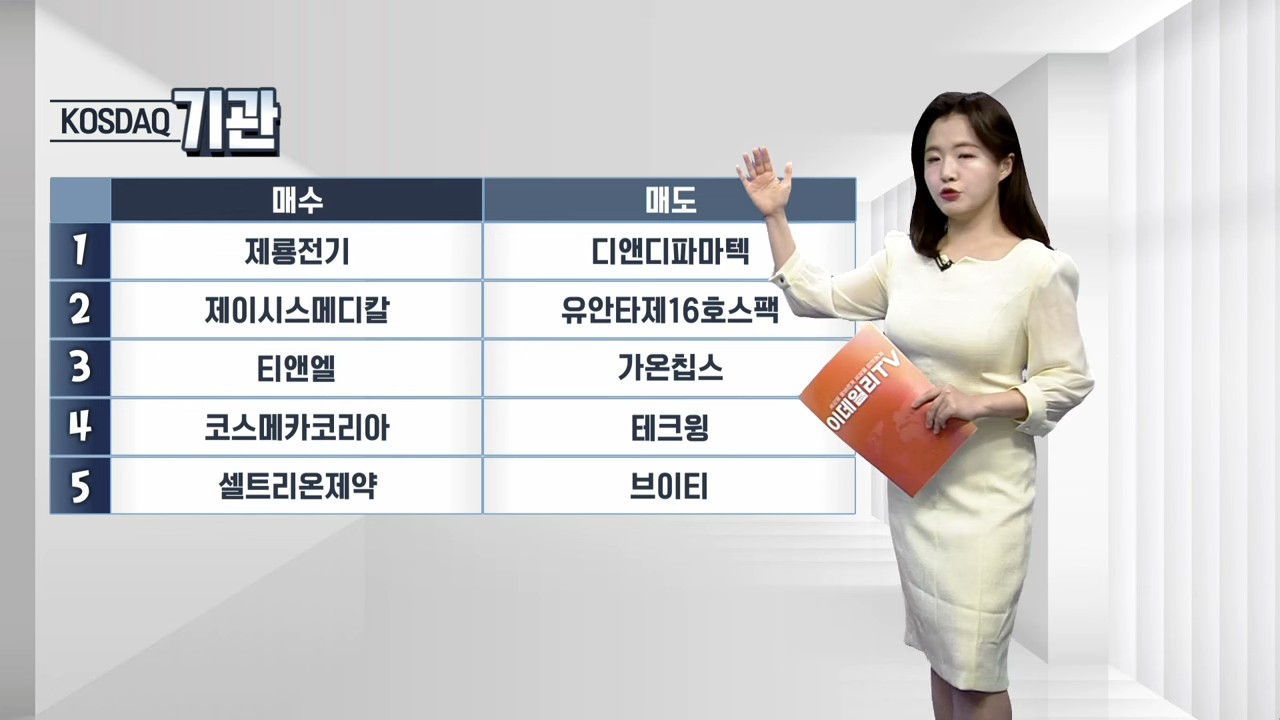 KOSDAQ 기관
매수 매도
1 제룡전기 디앤디파마텍
2 제이시스메디칼 유안타제16호스팩
3 티앤엘 가온칩스
4 코스메카코리아 테크윙
5 셀트리온제약 브이티
이데일리TV